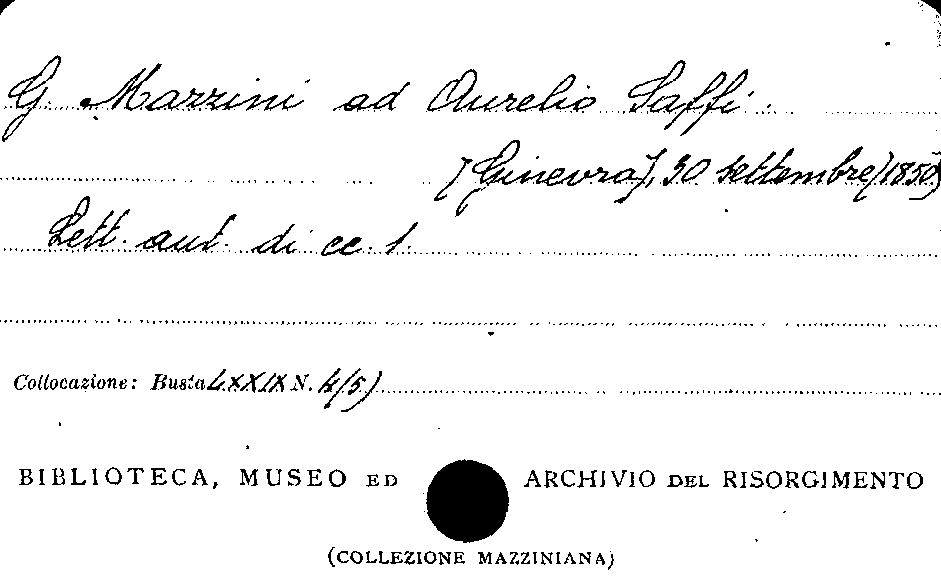 G. Mazzini ad Aurelio Saffi.
[Ginevra], 30 settembre [1850]
Lett. aut. di cc. 1.
Collocazione: Busta LXXIX N. 4/5)
BIBLIOTECA, MUSEO ED ARCHIVIO DEL RISORGIMENTO
(COLLEZIONE MAZZINIANA)